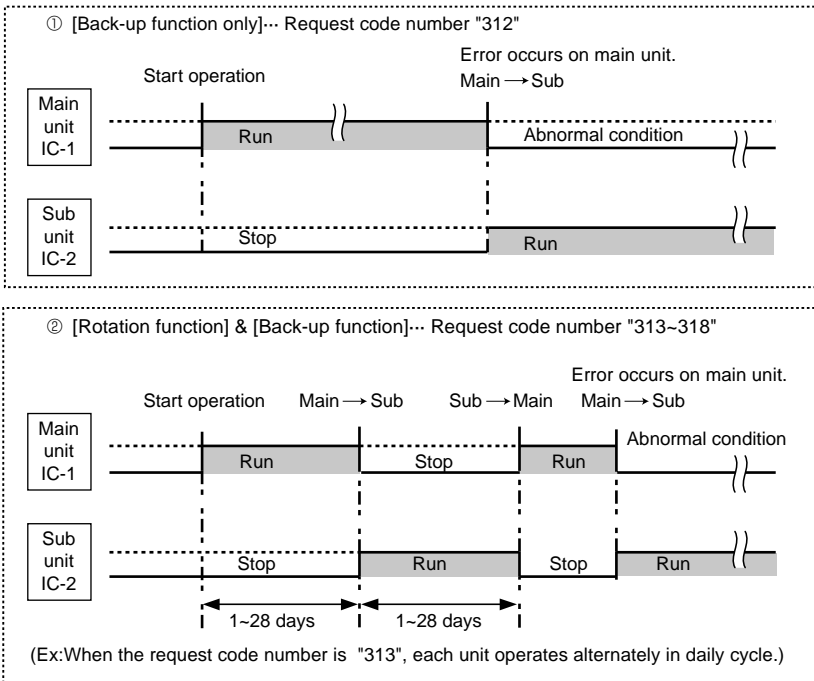 ① [Back-up function only]··· Request code number "312"
Error occurs on main unit.
Start operation
Main → Sub
Main
unit
IC-1
Run
Abnormal condition
Sub
unit
IC-2
Stop
Run
② [Rotation function] & [Back-up function]··· Request code number "313~318"
Error occurs on main unit.
Start operation
Main → Sub
Sub → Main
Main → Sub
Main
unit
IC-1
Run
Stop
Run
Abnormal condition
Sub
unit
IC-2
Stop
Run
Stop
Run
1~28 days
1~28 days
(Ex:When the request code number is "313", each unit operates alternately in daily cycle.)